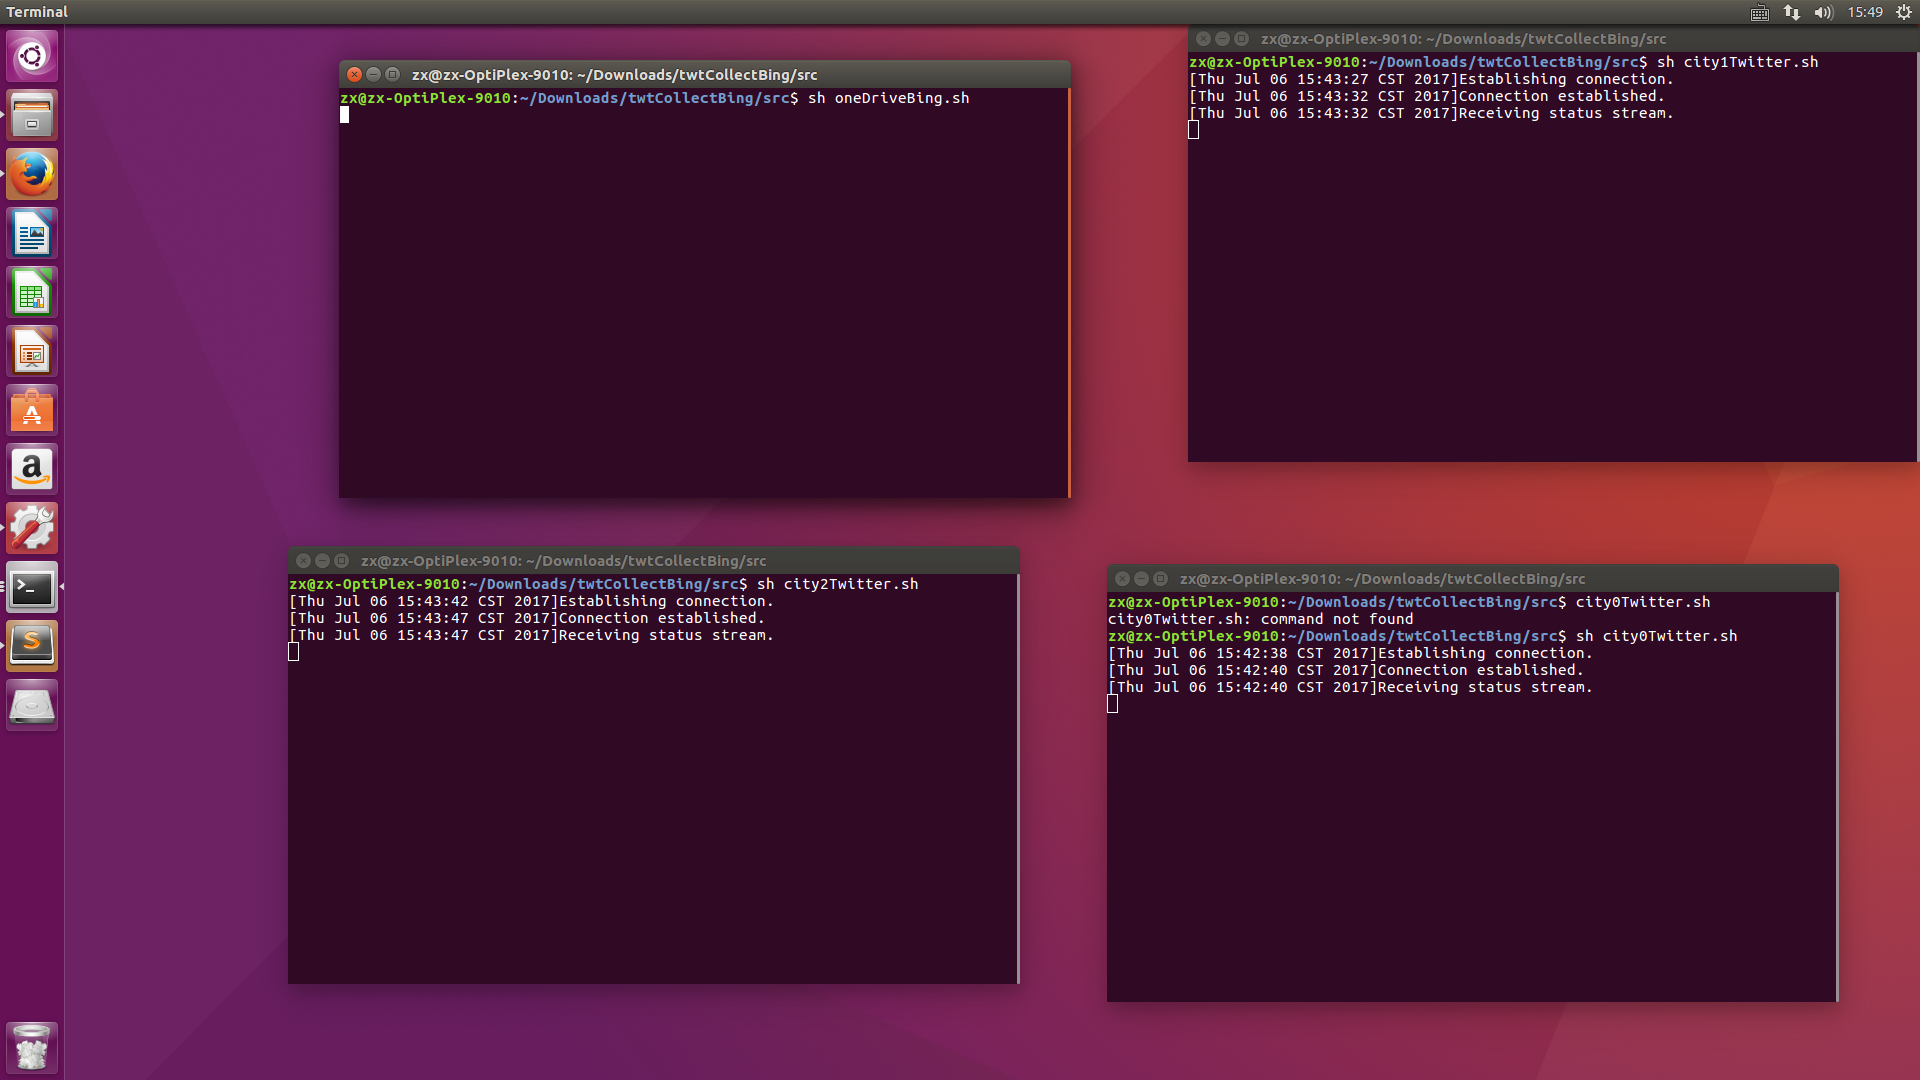 Terminal
15:49
zx@zx-OptiPlex-9010: ~/Downloads/twtCollectBing/src
zx@zx-OptiPlex-9010:~/Downloads/twtCollectBing/src$ sh oneDriveBing.sh
zx@zx-OptiPlex-9010: ~/Downloads/twtCollectBing/src
zx@zx-OptiPlex-9010:~/Downloads/twtCollectBing/src$ sh city1Twitter.sh
[Thu Jul 06 15:43:27 CST 2017]Establishing connection.
[Thu Jul 06 15:43:32 CST 2017]Connection established.
[Thu Jul 06 15:43:32 CST 2017]Receiving status stream.
zx@zx-OptiPlex-9010: ~/Downloads/twtCollectBing/src
zx@zx-OptiPlex-9010:~/Downloads/twtCollectBing/src$ sh city2Twitter.sh
[Thu Jul 06 15:43:42 CST 2017]Establishing connection.
[Thu Jul 06 15:43:47 CST 2017]Connection established.
[Thu Jul 06 15:43:47 CST 2017]Receiving status stream.
zx@zx-OptiPlex-9010: ~/Downloads/twtCollectBing/src
zx@zx-OptiPlex-9010:~/Downloads/twtCollectBing/src$ city0Twitter.sh
city0Twitter.sh: command not found
zx@zx-OptiPlex-9010:~/Downloads/twtCollectBing/src$ sh city0Twitter.sh
[Thu Jul 06 15:42:38 CST 2017]Establishing connection.
[Thu Jul 06 15:42:40 CST 2017]Connection established.
[Thu Jul 06 15:42:40 CST 2017]Receiving status stream.